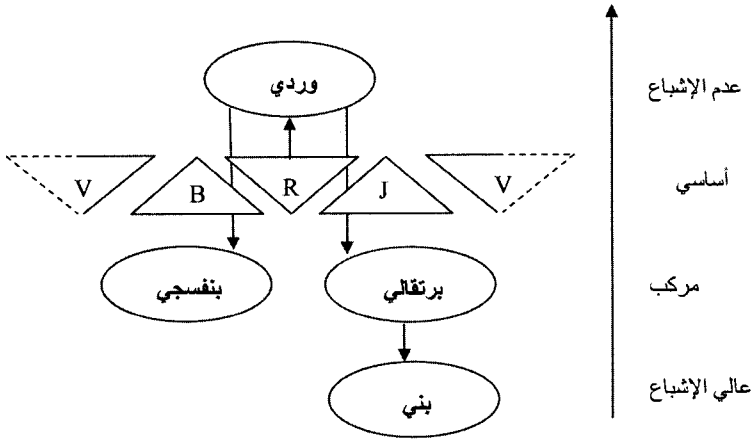 وردي
عدم الإشباع
V
B
R
J
V
أساسي
بنفسجي
برتقالي
مركب
بني
عالي الإشباع